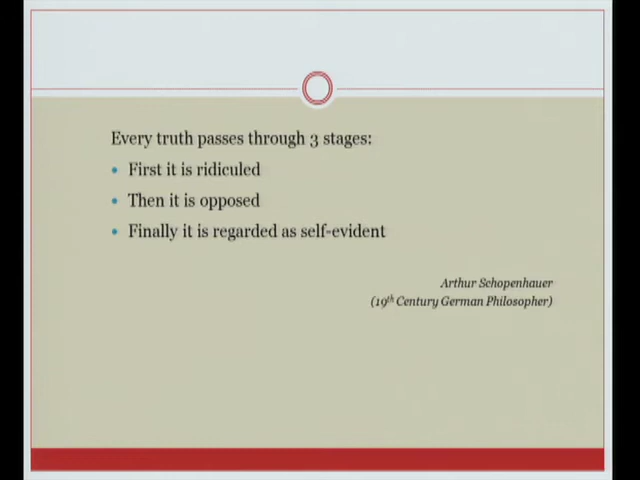 Every truth passes through 3 stages:
• First it is ridiculed
• Then it is opposed
• Finally it is regarded as self-evident
Arthur Schopenhauer
(19th Century German Philosopher)